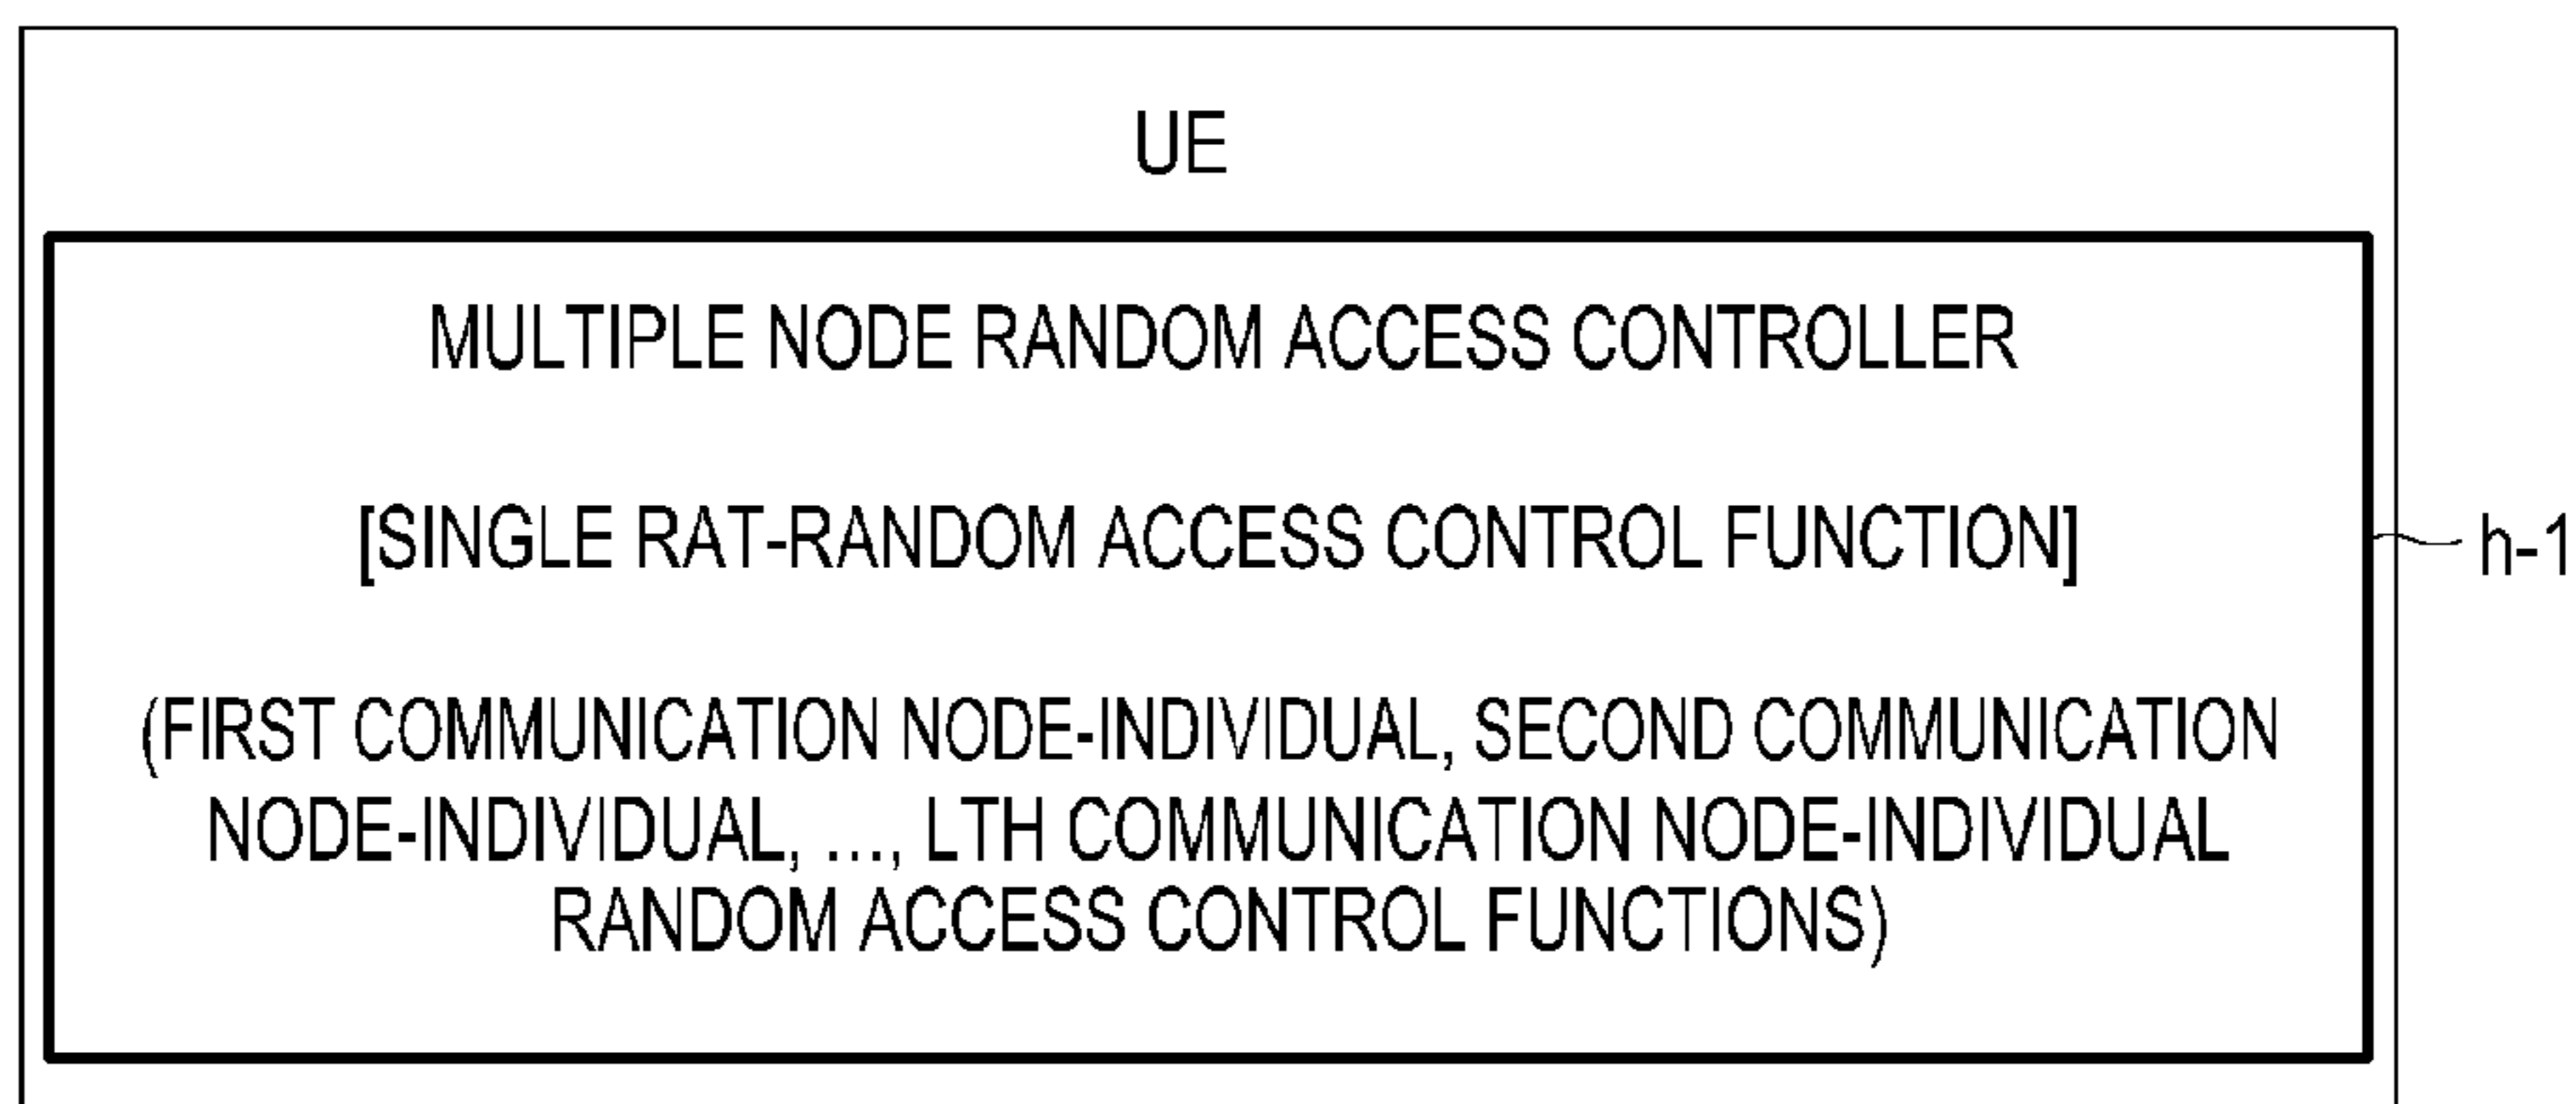 UE
MULTIPLE NODE RANDOM ACCESS CONTROLLER
[SINGLE RAT-RANDOM ACCESS CONTROL FUNCTION]
h-1
(FIRST COMMUNICATION NODE-INDIVIDUAL, SECOND COMMUNICATION
NODE-INDIVIDUAL, ..., LTH COMMUNICATION NODE-INDIVIDUAL
RANDOM ACCESS CONTROL FUNCTIONS)